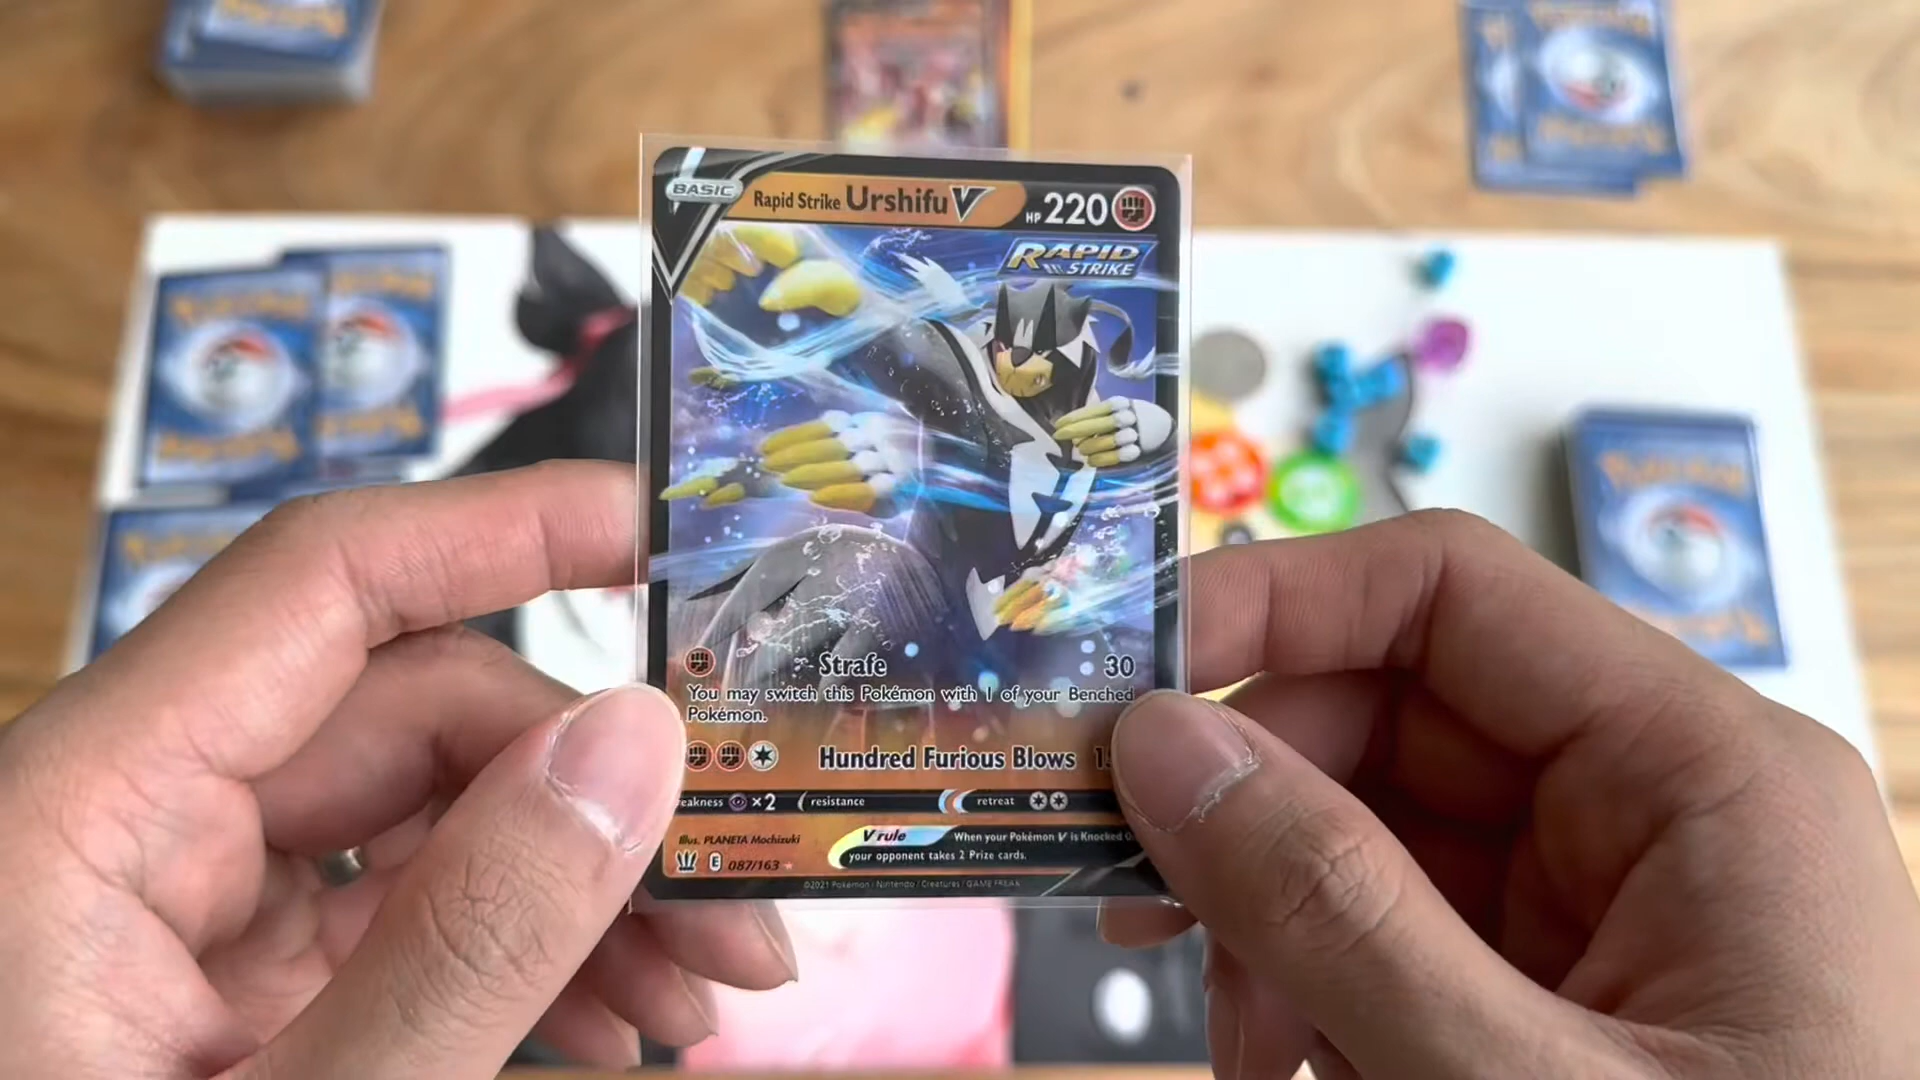 BASIC
Rapid Strike Urshifu V HP 220
RAPID
STRIKE
Strafe 30
You may switch this Pokémon with 1 of your Benched
Pokémon.
Hundred Furious Blows
×2 resistance retreat
Illus. PLANETA Mochizuki
V rule When your Pokémon V is Knocked
E 087/163
your opponent takes 2 Prize cards.
©2021 Pokémon / Nintendo / Creatures / GAME FREAK